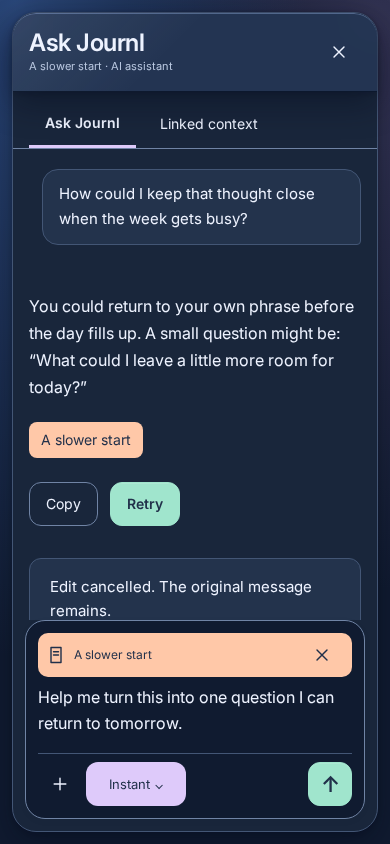 Ask Journl
A slower start · AI assistant
Ask Journl
Linked context
How could I keep that thought close
when the week gets busy?
You could return to your own phrase before
the day fills up. A small question might be:
“What could I leave a little more room for
today?”
A slower start
Copy
Retry
Edit cancelled. The original message
remains.
A slower start
Help me turn this into one question I can
return to tomorrow.
Instant